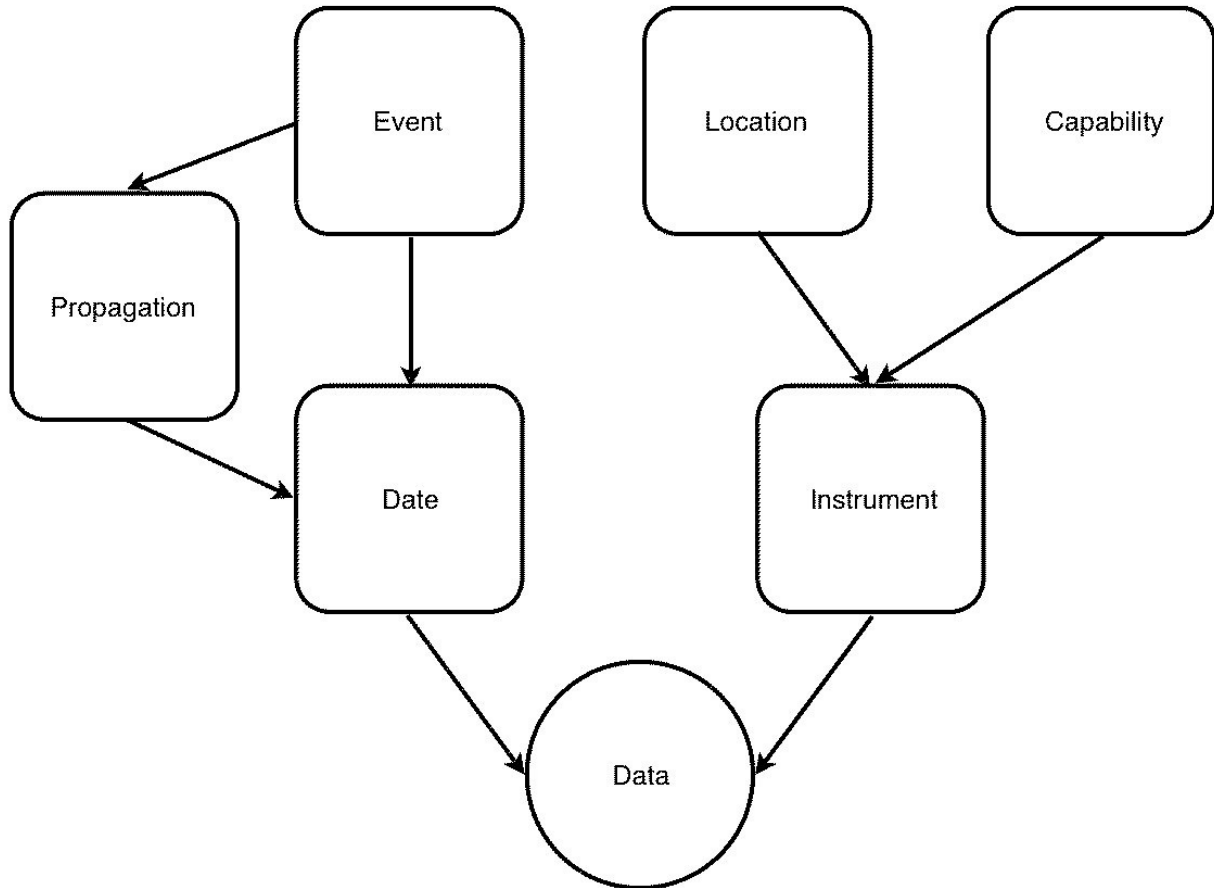 Event
Location
Capability
Propagation
Date
Instrument
Data